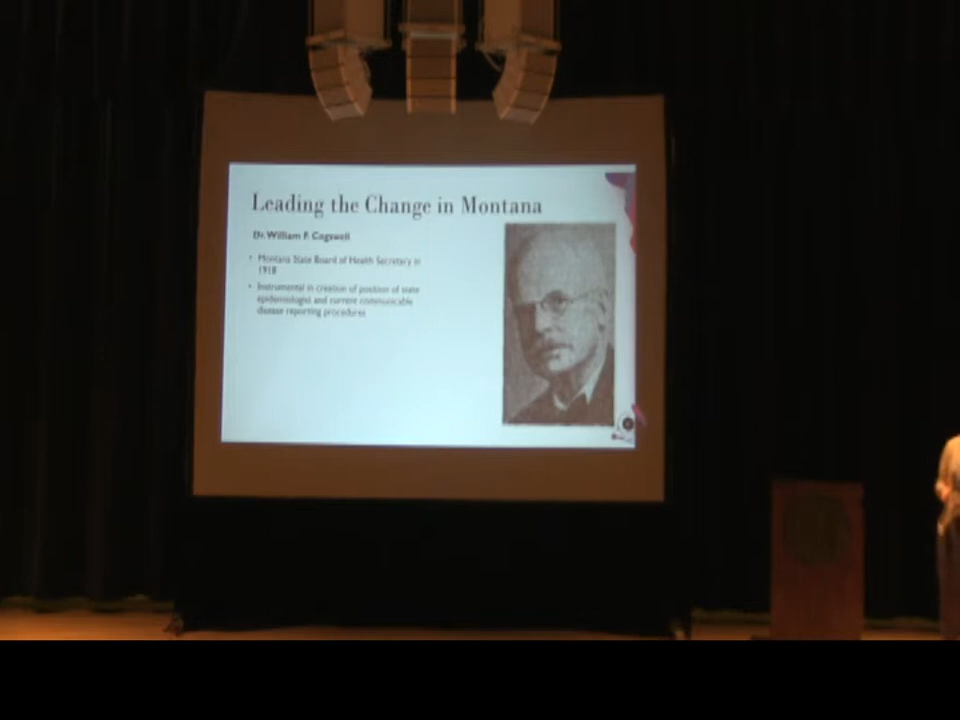 Leading the Change in Montana
Dr. William F. Cogswell
• Montana State Board of Health Secretary in
1918
• Instrumental in creation of position of state
epidemiologist and current communicable
disease reporting procedures